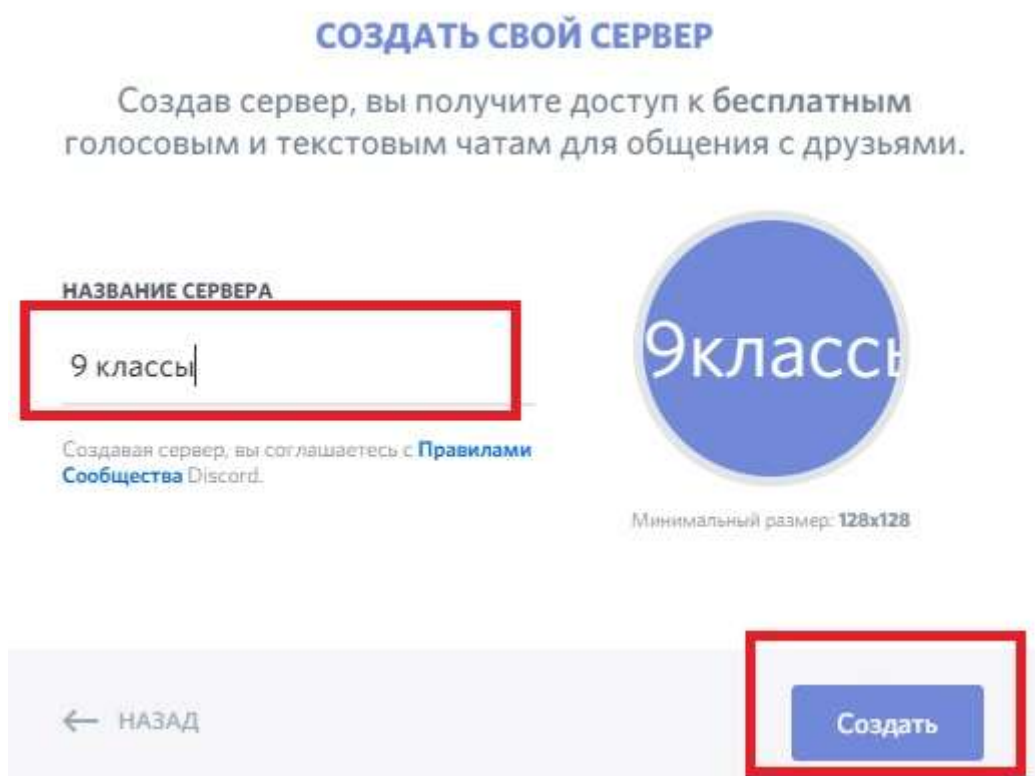 СОЗДАТЬ СВОЙ СЕРВЕР
Создав сервер, вы получите доступ к бесплатным
голосовым и текстовым чатам для общения с друзьями.
НАЗВАНИЕ СЕРВЕРА
9 классы
9классы
Создавая сервер, вы соглашаетесь с Правилами
Сообщества Discord.
Минимальный размер: 128x128
← НАЗАД
Создать